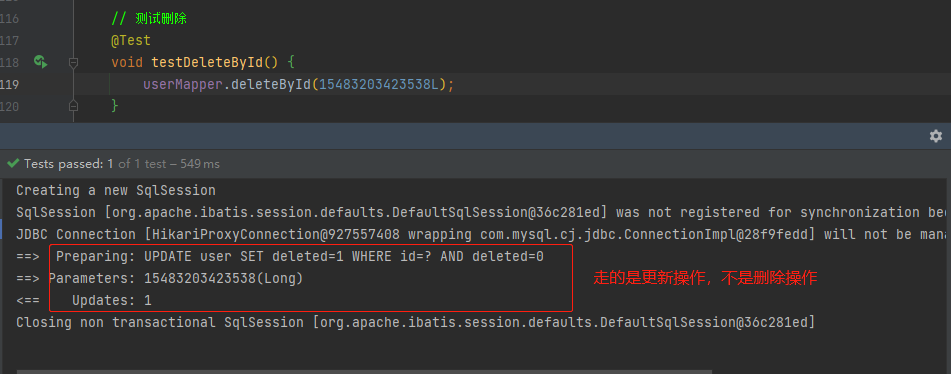 116 // 测试删除
117 @Test
118 void testDeleteById() {
119 userMapper.deleteById(15483203423538L);
120 }
Tests passed: 1 of 1 test – 549 ms
Creating a new SqlSession
SqlSession [org.apache.ibatis.session.defaults.DefaultSqlSession@36c281ed] was not registered for synchronization bec
JDBC Connection [HikariProxyConnection@927557408 wrapping com.mysql.cj.jdbc.ConnectionImpl@28f9fedd] will not be mana
==>  Preparing: UPDATE user SET deleted=1 WHERE id=? AND deleted=0
==> Parameters: 15483203423538(Long)
<==    Updates: 1
走的是更新操作，不是删除操作
Closing non transactional SqlSession [org.apache.ibatis.session.defaults.DefaultSqlSession@36c281ed]